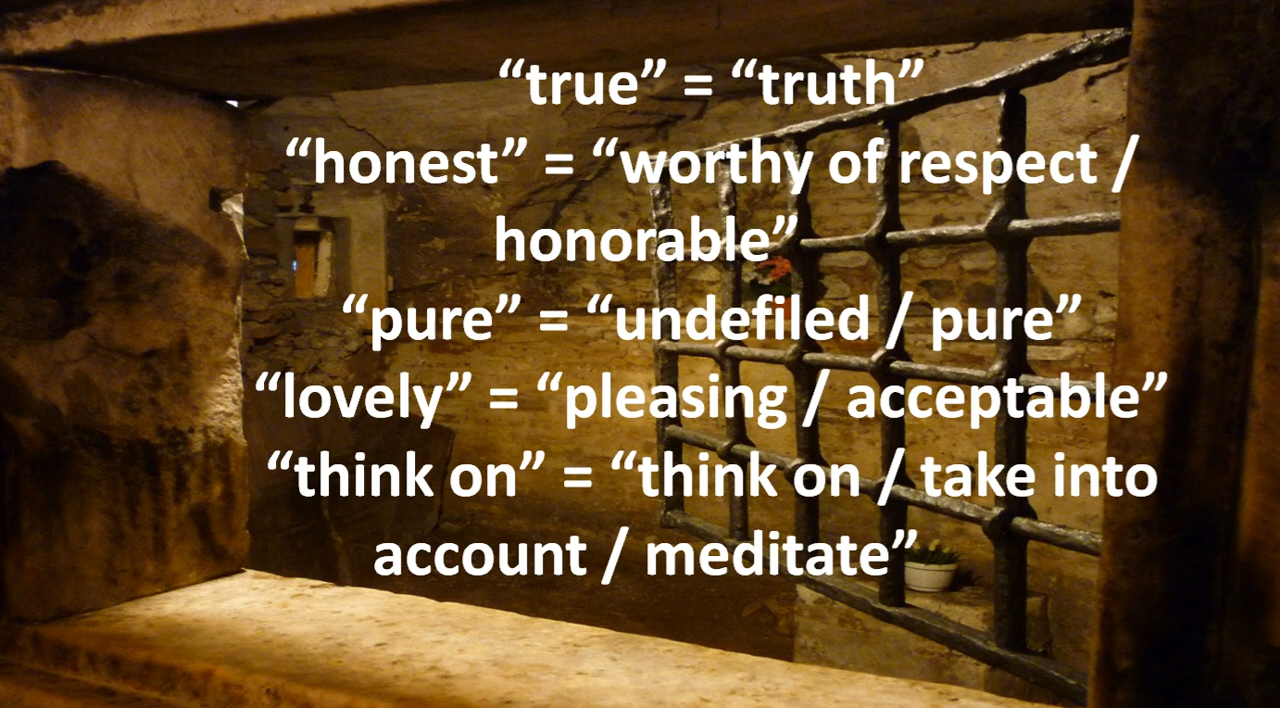 “true” = “truth”
“honest” = “worthy of respect /
honorable”
“pure” = “undefiled / pure”
“lovely” = “pleasing / acceptable”
“think on” = “think on / take into
account / meditate”